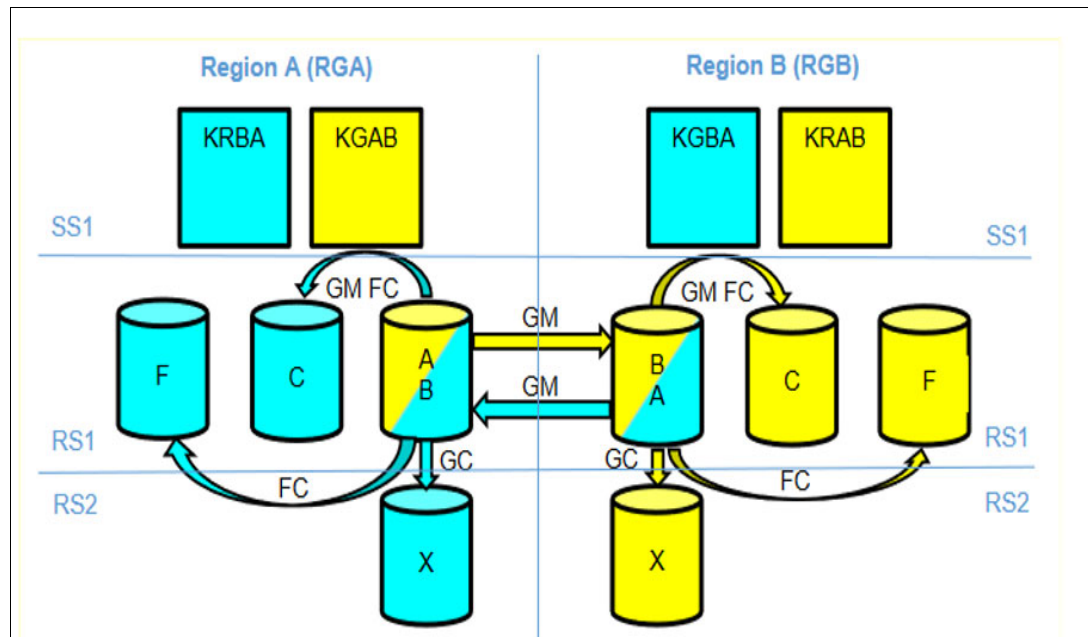 Region A (RGA)
Region B (RGB)
KRBA
KGAB
KGBA
KRAB
SS1
SS1
GM FC
GM
GM FC
F
C
A
B
B
A
C
F
GM
RS1
GC
GC
RS1
RS2
FC
FC
RS2
X
X